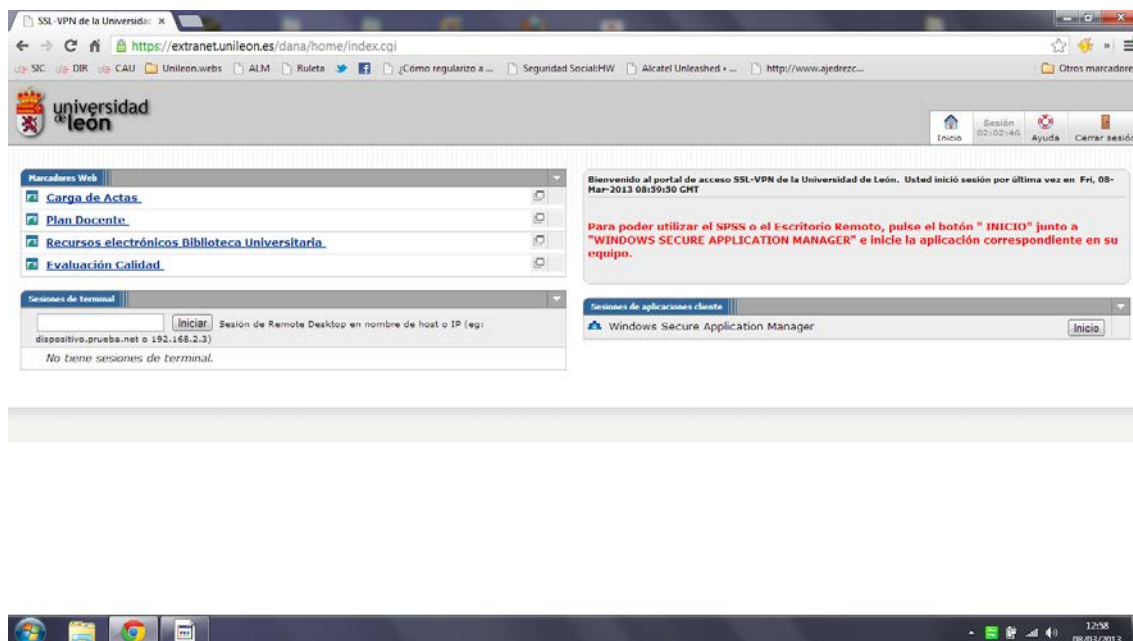 SSL-VPN de la Universidad
https://extranet.unileon.es/dana/home/index.cgi
SIC DIR CAU Unileon.webs ALM Ruleta ¿Cómo regularizo a ... Seguridad Social:HW Alcatel Unleashed • ... http://www.ajedrezc... Otros marcadore
universidad
de león
Inicio
Sesión
02:02:46
Ayuda
Cerrar sesión
Marcadores Web
Carga de Actas
Plan Docente
Recursos electrónicos Biblioteca Universitaria
Evaluación Calidad
Sesiones de terminal
Iniciar Sesión de Remote Desktop en nombre de host o IP (eg:
dispositivo.prueba.net o 192.168.2.3)
No tiene sesiones de terminal.
Bienvenido al portal de acceso SSL-VPN de la Universidad de León. Usted inició sesión por última vez en Fri, 08-
Mar-2013 08:59:50 GMT
Para poder utilizar el SPSS o el Escritorio Remoto, pulse el botón " INICIO" junto a
"WINDOWS SECURE APPLICATION MANAGER" e inicie la aplicación correspondiente en su
equipo.
Sesiones de aplicaciones cliente
Windows Secure Application Manager Inicio
12:58
08/03/2013